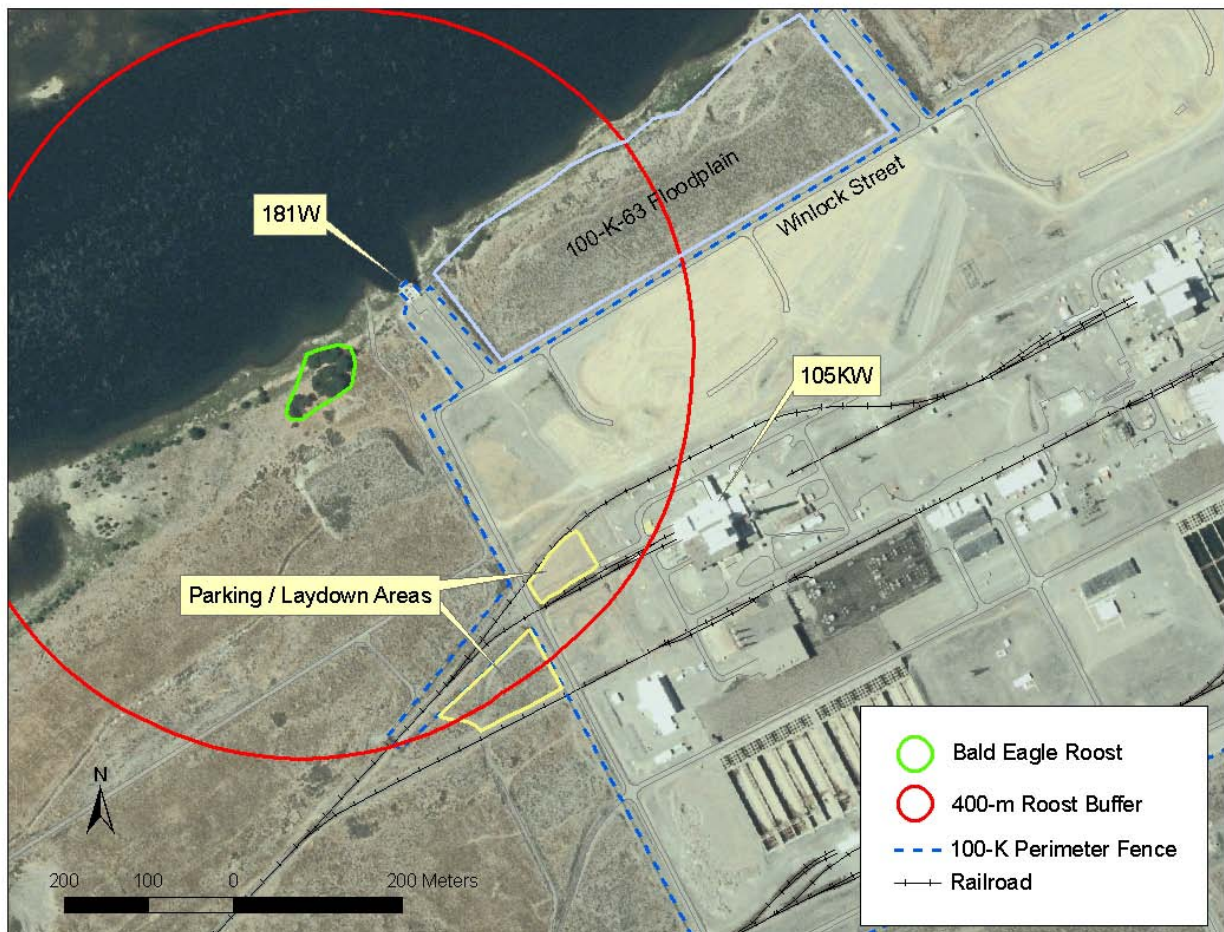 100-K-63 Floodplain
Winlock Street
181W
105KW
Parking / Laydown Areas
N
200 100 0 200 Meters
Bald Eagle Roost
400-m Roost Buffer
100-K Perimeter Fence
Railroad